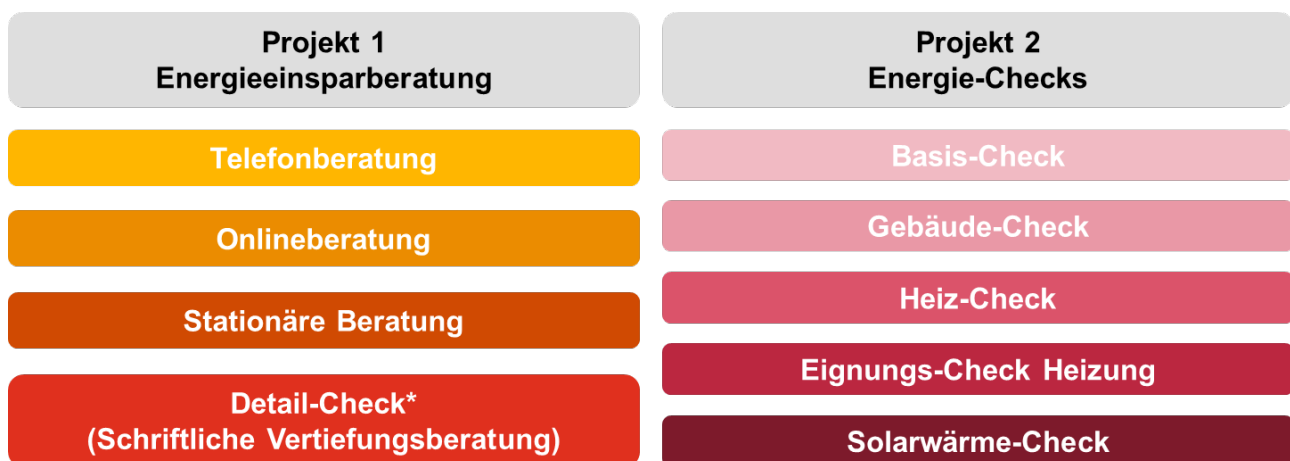 Projekt 1
Energieeinsparberatung
Telefonberatung
Onlineberatung
Stationäre Beratung
Detail-Check*
(Schriftliche Vertiefungsberatung)
Projekt 2
Energie-Checks
Basis-Check
Gebäude-Check
Heiz-Check
Eignungs-Check Heizung
Solarwärme-Check